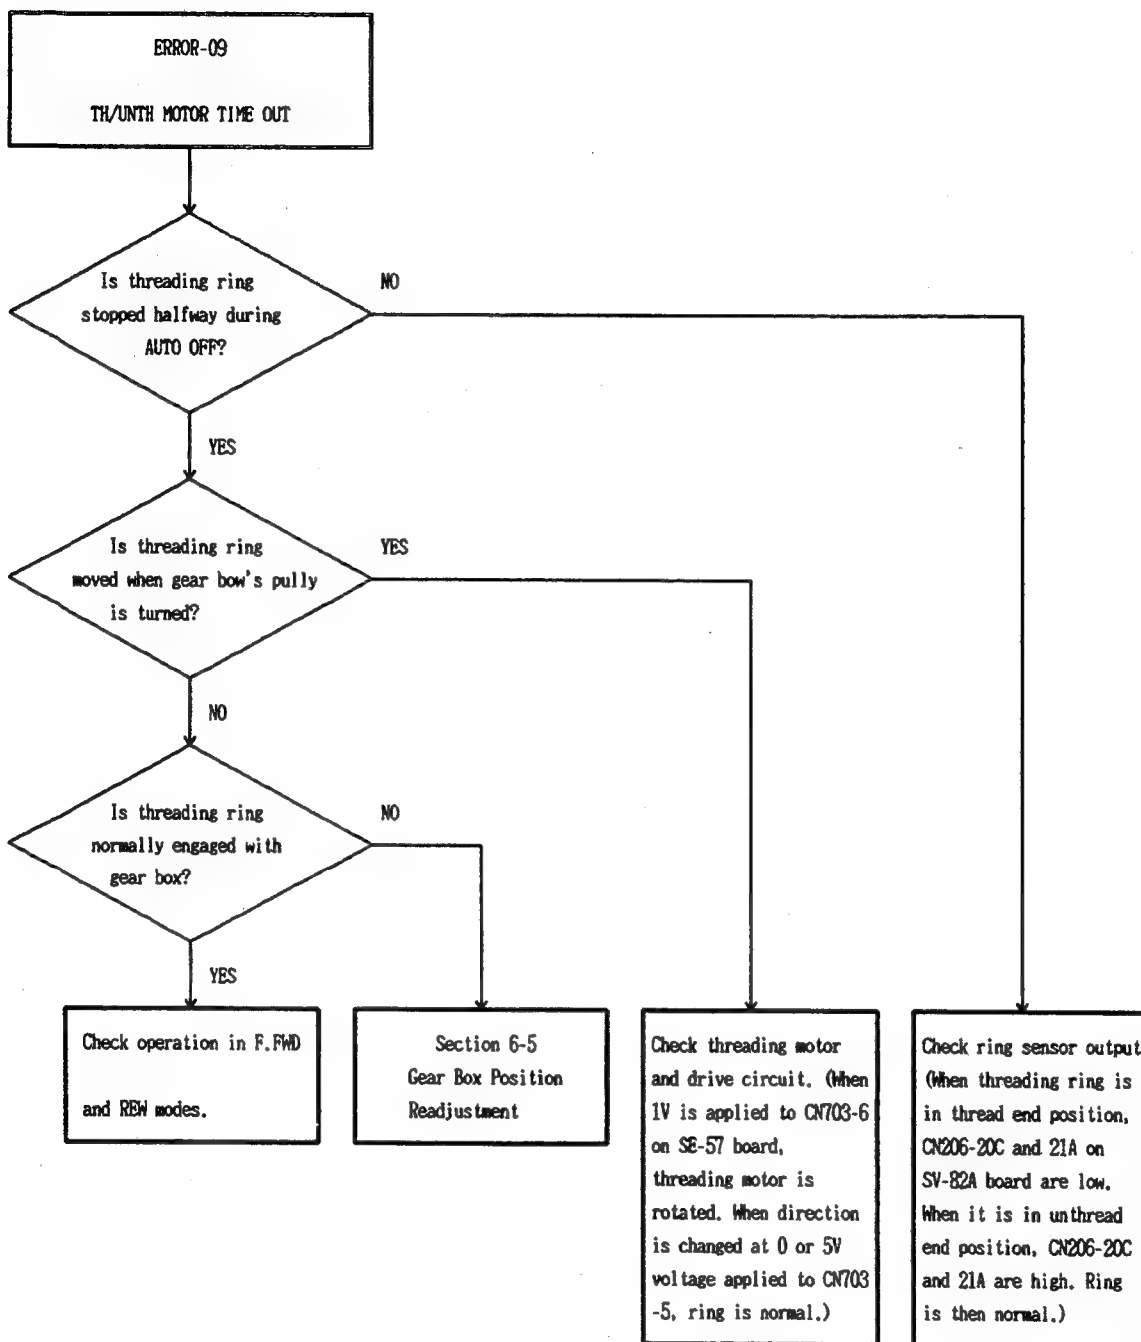 ERROR-09
TH/UNTH MOTOR TIME OUT
Is threading ring
stopped halfway during
AUTO OFF?
NO
YES
Is threading ring
moved when gear bow's pully
is turned?
YES
NO
Is threading ring
normally engaged with
gear box?
NO
YES
Check operation in F.FWD
and REW modes.
Section 6-5
Gear Box Position
Readjustment
Check threading motor
and drive circuit. (When
1V is applied to CN703-6
on SE-57 board,
threading motor is
rotated. When direction
is changed at 0 or 5V
voltage applied to CN703
-5, ring is normal.)
Check ring sensor output
(When threading ring is
in thread end position,
CN206-20C and 21A on
SV-82A board are low.
When it is in unthread
end position, CN206-20C
and 21A are high. Ring
is then normal.)